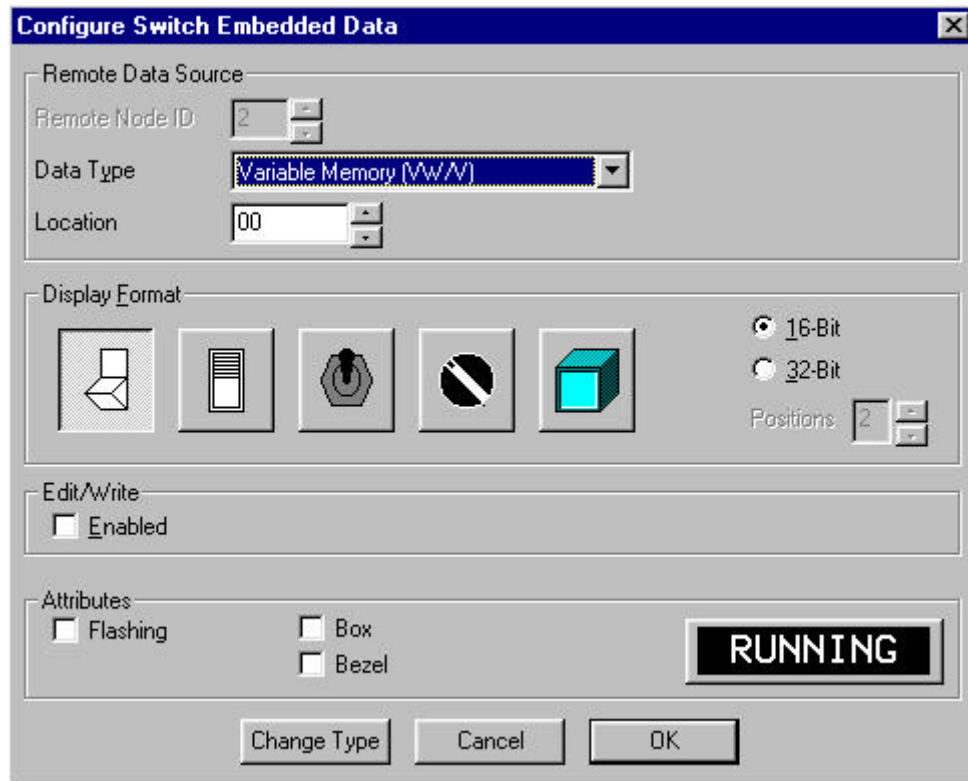 Configure Switch Embedded Data
Remote Data Source
Remote Node ID 2
Data Type Variable Memory (VW/V)
Location 00
Display Format
16-Bit
32-Bit
Positions 2
Edit/Write
Enabled
Attributes
Flashing Box
Bezel
RUNNING
Change Type Cancel OK